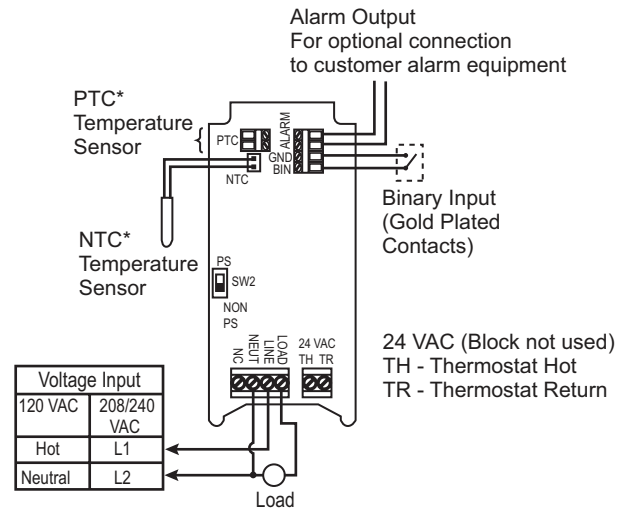 Alarm Output
For optional connection
to customer alarm equipment
PTC*
Temperature
Sensor
PTC
ALARM
GND
BIN
NTC
Binary Input
(Gold Plated
Contacts)
NTC*
Temperature
Sensor
PS
SW2
NON
PS
NC
NEUT
LINE
LOAD
24 VAC
TH TR
24 VAC (Block not used)
TH - Thermostat Hot
TR - Thermostat Return
Voltage Input
120 VAC
208/240
VAC
Hot
L1
Neutral
L2
Load